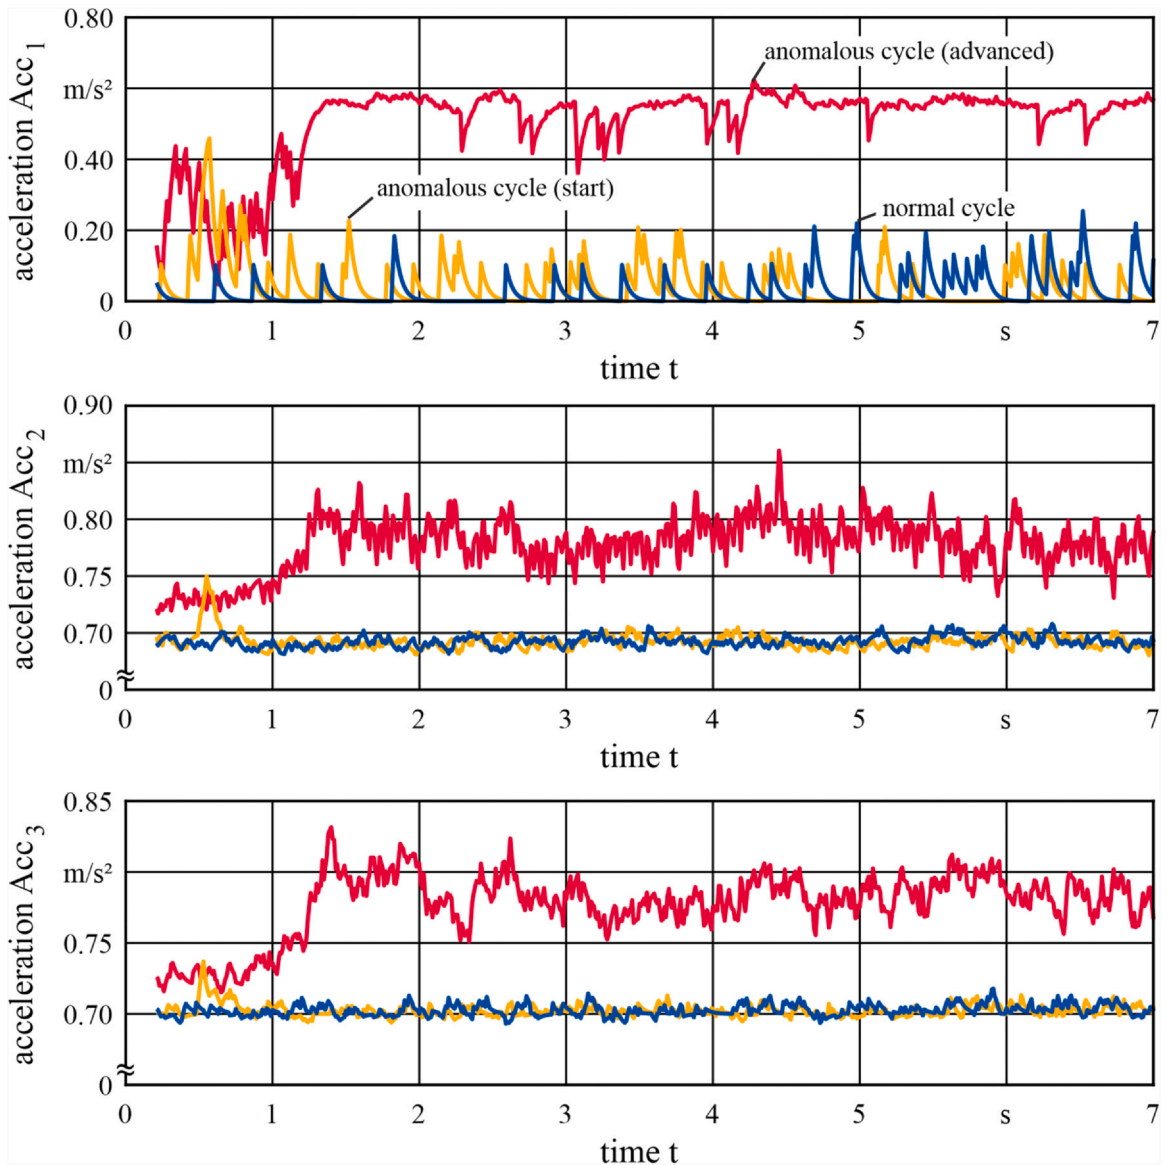 acceleration Acc₁
0.80
m/s²
0.40
0.20
0
anomalous cycle (advanced)
anomalous cycle (start)
normal cycle
0 1 2 3 4 5 s 7
time t
acceleration Acc₂
0.90
m/s²
0.80
0.75
0.70
0
0 1 2 3 4 5 s 7
time t
acceleration Acc₃
0.85
m/s²
0.75
0.70
0
0 1 2 3 4 5 s 7
time t